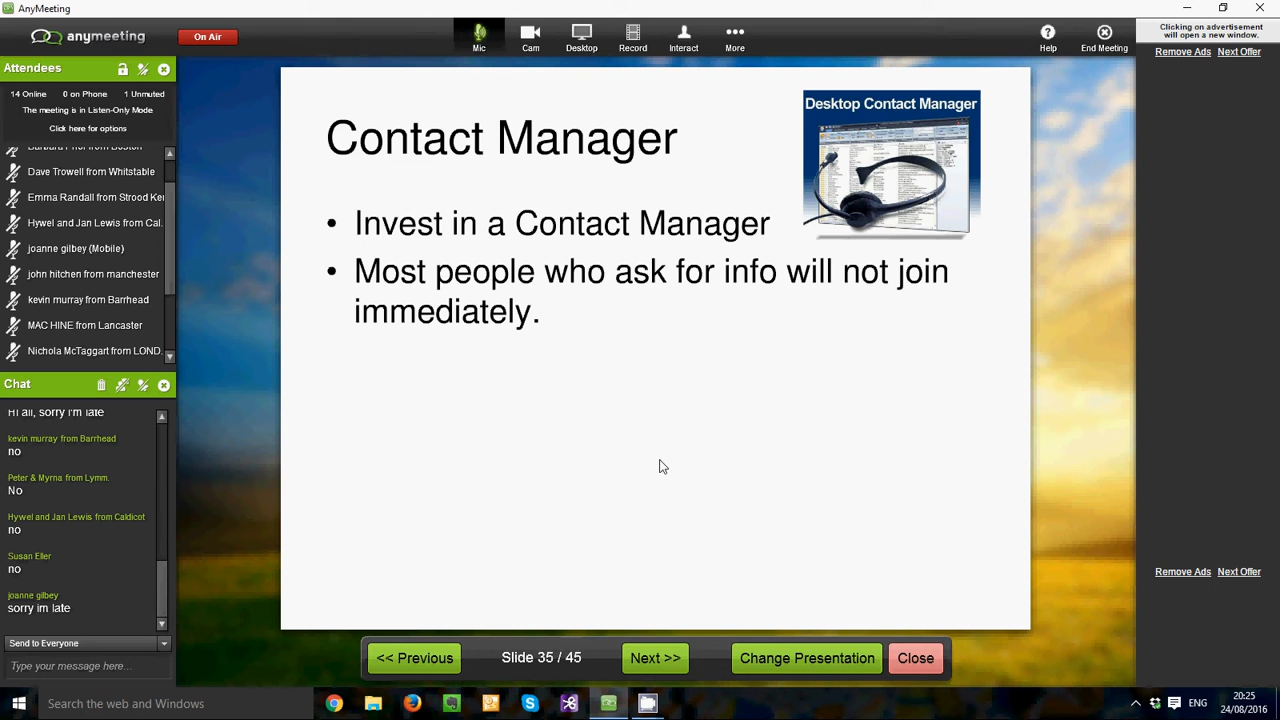 AnyMeeting
anymeeting
On Air
Mic
Cam
Desktop
Record
Interact
More
Help
End Meeting
Clicking on advertisement
will open a new window.
Remove Ads Next Offer
Attendees
14 Online 0 on Phone 1 Unmuted
The meeting is in Listen-Only Mode
Click here for options
Dave Trowell from Whitstable
Emma Randall from
Hywel and Jan Lewis from Cal..
joanne gilbey (Mobile)
john hitchen from manchester
kevin murray from Barrhead
MAC HINE from Lancaster
Nichola McTaggart from LOND..
Chat
Hi all, sorry i'm late
kevin murray from Barrhead
no
Peter & Myrna from Lymm.
No
Hywel and Jan Lewis from Caldicot
no
Susan Eller
no
joanne gilbey
sorry im late
Send to Everyone
Type your message here...
Contact Manager
Desktop Contact Manager
• Invest in a Contact Manager
• Most people who ask for info will not join
immediately.
<< Previous
Slide 35 / 45
Next >>
Change Presentation
Close
Remove Ads Next Offer
Search the web and Windows
ENG
20:25
24/08/2016